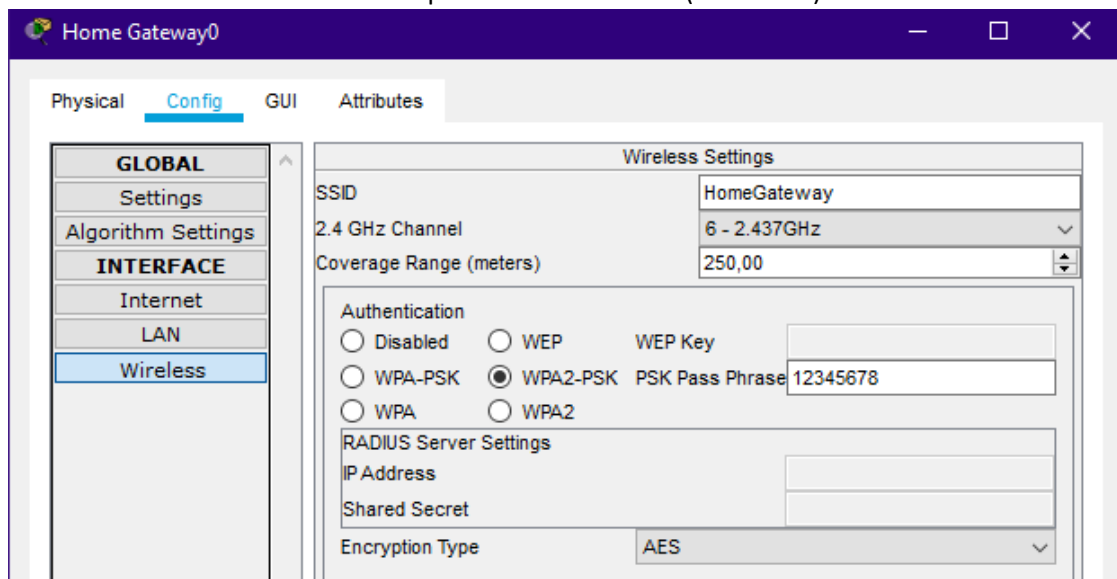 Home Gateway0
Physical Config GUI Attributes
GLOBAL
Settings
Algorithm Settings
INTERFACE
Internet
LAN
Wireless
Wireless Settings
SSID HomeGateway
2.4 GHz Channel 6 - 2.437GHz
Coverage Range (meters) 250,00
Authentication
Disabled WEP WEP Key
WPA-PSK WPA2-PSK PSK Pass Phrase 12345678
WPA WPA2
RADIUS Server Settings
IP Address
Shared Secret
Encryption Type AES